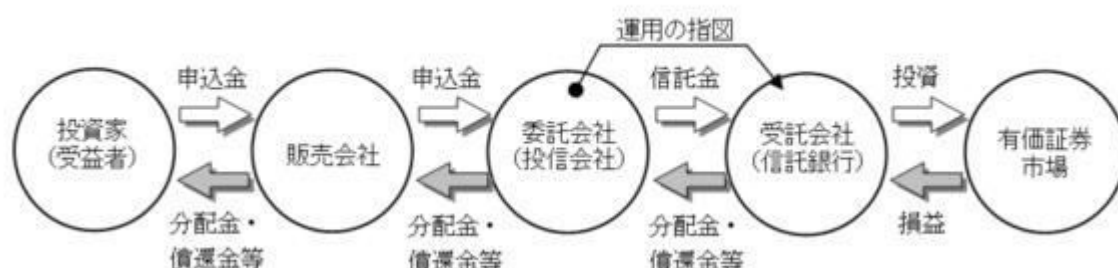 運用の指図
申込金
申込金
信託金
投資
投資家
(受益者)
販売会社
委託会社
(投信会社)
受託会社
(信託銀行)
有価証券
市場
分配金・
償還金等
分配金・
償還金等
分配金・
償還金等
損益